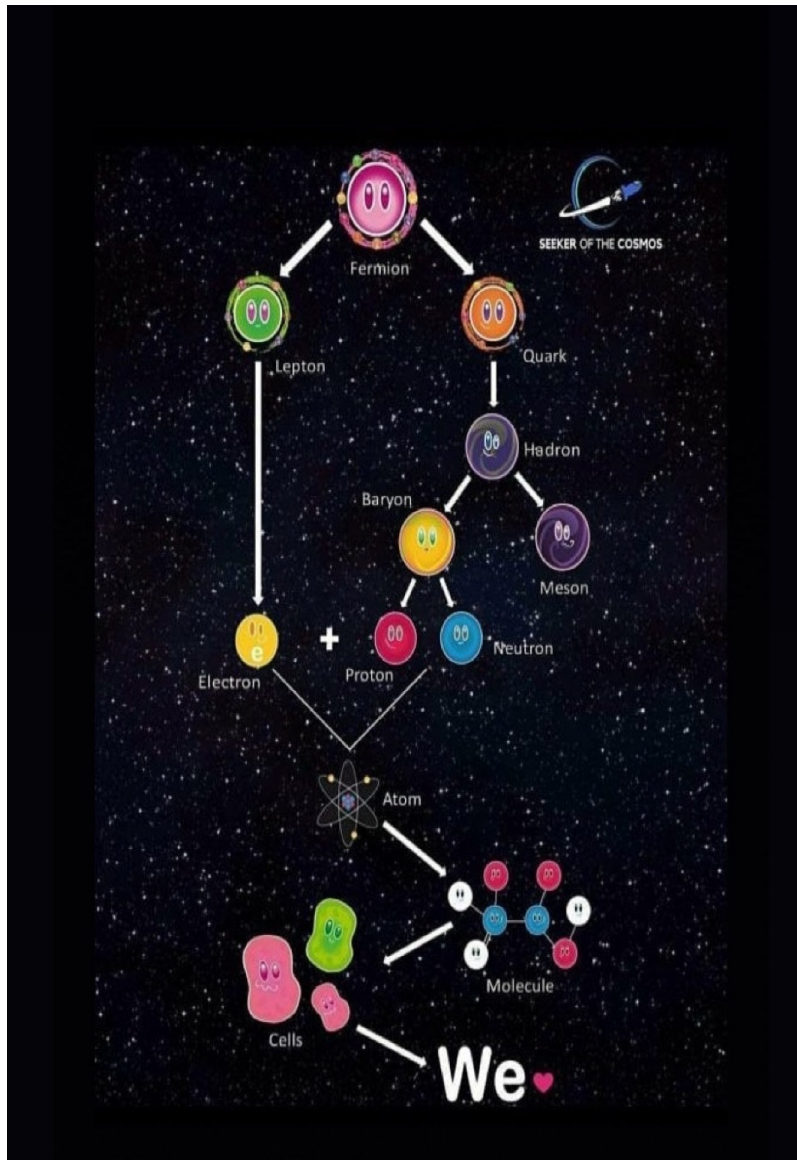 SEEKER OF THE COSMOS
Fermion
Lepton
Quark
Hadron
Baryon
Meson
e
+
Electron
Proton
Neutron
Atom
Molecule
Cells
We